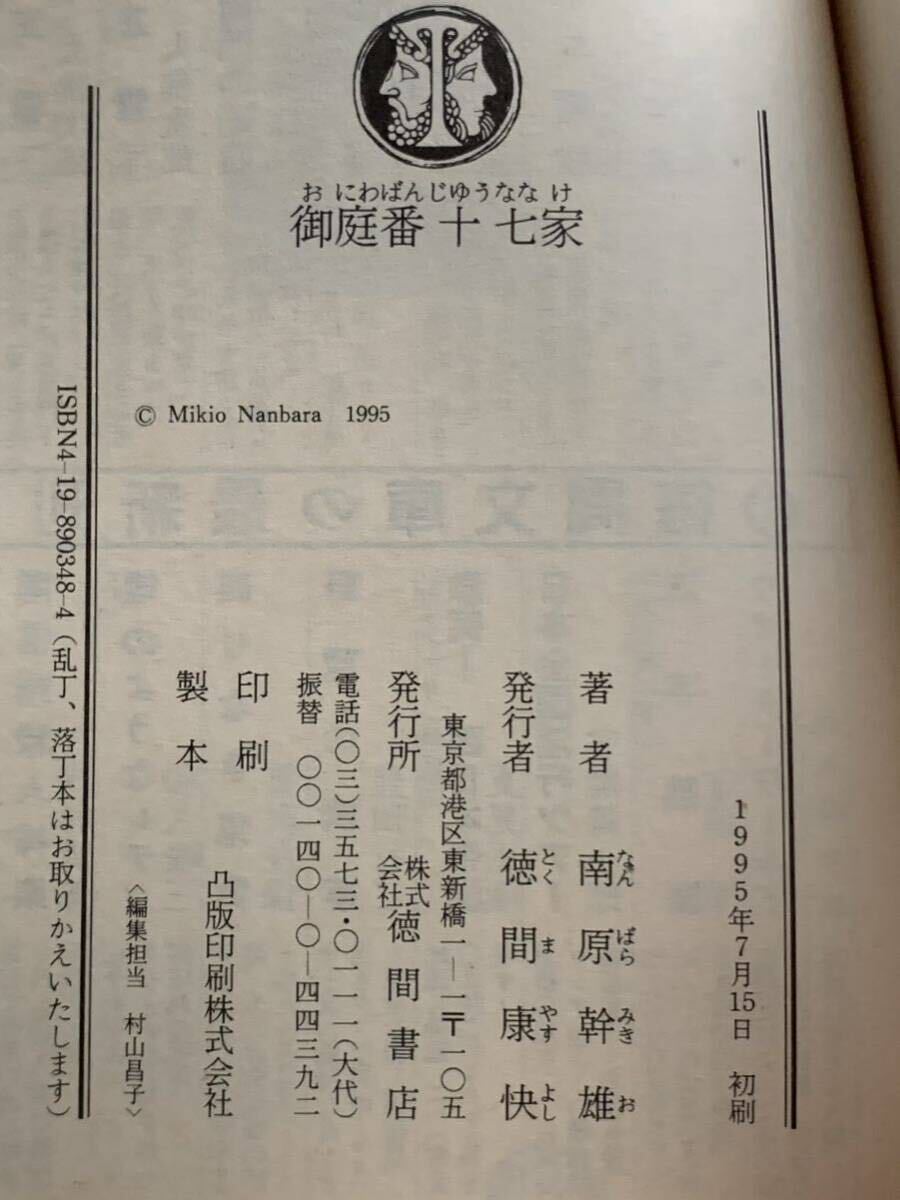 お にわばんじゆうなな け
御庭番十七家
© Mikio Nanbara 1995
1995年7月15日 初刷
なん ばら みき お
著者 南原幹雄
とく ま やす よし
発行者 徳間康快
東京都港区東新橋一―一〒一〇五
発行所 株式会社徳間書店
電話(〇三)三五七三・〇一一一(大代)
振替 〇〇一四〇―〇―四四三九二
印刷
製本
凸版印刷株式会社
〈編集担当 村山昌子〉
ISBN4-19-890348-4 (乱丁、落丁本はお取りかえいたします)